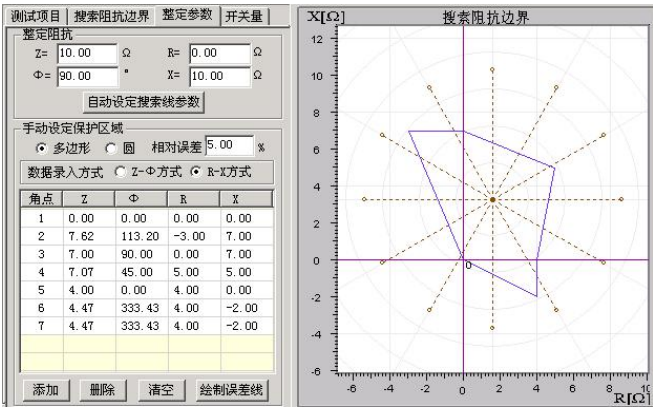 测试项目 搜索阻抗边界 整定参数 开关量
整定阻抗
Z= 10.00 Ω R= 0.00 Ω
Φ= 90.00 ° X= 10.00 Ω
自动设定搜索线参数
手动设定保护区域
多边形 圆 相对误差 5.00 %
数据录入方式 Z-Φ方式 R-X方式
角点 Z Φ R X
1 0.00 0.00 0.00 0.00
2 7.62 113.20 -3.00 7.00
3 7.00 90.00 0.00 7.00
4 7.07 45.00 5.00 5.00
5 4.00 0.00 4.00 0.00
6 4.47 333.43 4.00 -2.00
7 4.47 333.43 4.00 -2.00
添加 删除 清空 绘制误差线
X[Ω] 搜索阻抗边界
12
10
8
6
4
2
0
-2
-4
-6
0
-6 -4 -2 0 2 4 6 8 10
R[Ω]